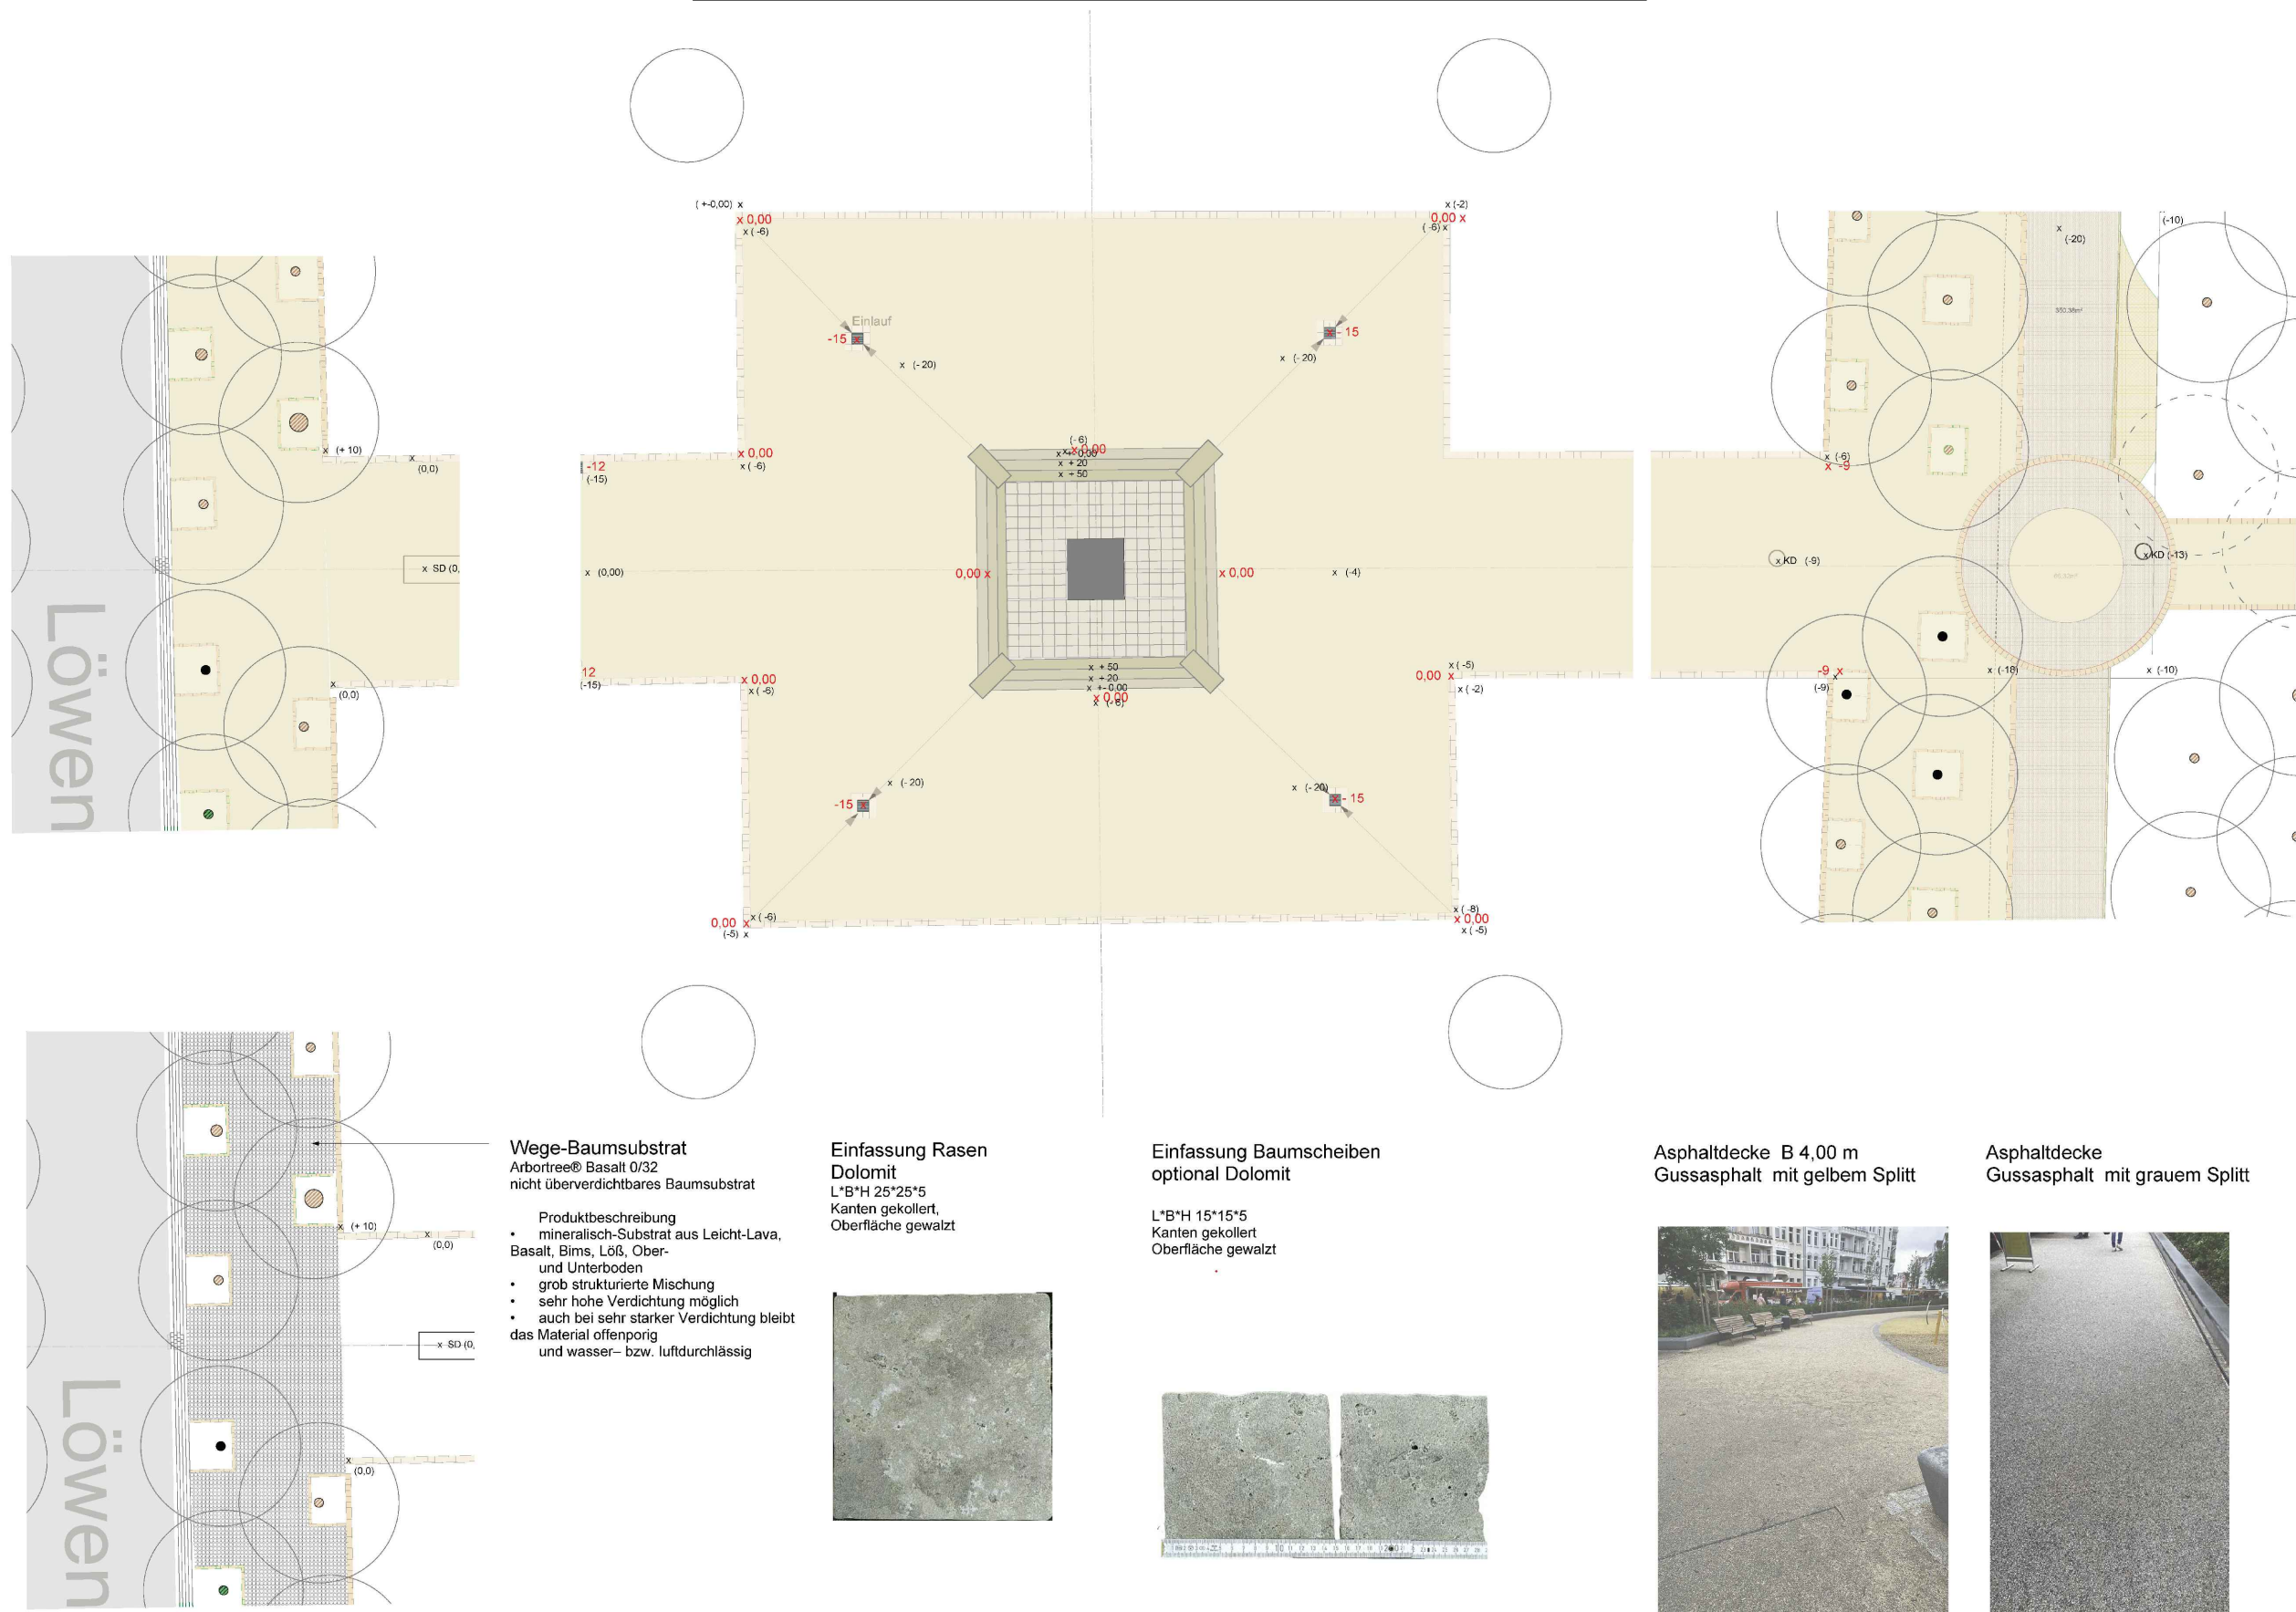 ( +-0,00) x
x 0,00
x ( -6)
x (-2)
0,00 x
( -6) x
(-10)
x
(-20)
Einlauf
-15 x
x (-20)
x - 15
x (-20)
x (+ 10)
x
(0,0)
-12
(-15)
x 0,00
x ( -6)
(- 6)
x 0,00
x + 20
x + 50
x (-6)
x -9
x SD (0,
x (0,00)
0,00 x
x 0,00
x (-4)
x KD (-9)
x KD (-13)
Löwen
x
(0,0)
12
(-15)
x 0,00
x ( -6)
x + 50
x + 20
x +- 0,00
x 0,00
x (- 6)
x ( -5)
0,00 x
x ( -2)
-9 x
x
(-9)
x (-18)
x (-10)
-15 x
x (-20)
x (- 20)
x - 15
0,00 x
x ( -6)
(-5) x
x ( -8)
x 0,00
x ( -5)
Wege-Baumsubstrat
Arbortree® Basalt 0/32
nicht überverdichtbares Baumsubstrat
Produktbeschreibung
• mineralisch-Substrat aus Leicht-Lava,
Basalt, Bims, Löß, Ober-
und Unterboden
• grob strukturierte Mischung
• sehr hohe Verdichtung möglich
• auch bei sehr starker Verdichtung bleibt
das Material offenporig
und wasser– bzw. luftdurchlässig
Einfassung Rasen
Dolomit
L*B*H 25*25*5
Kanten gekollert,
Oberfläche gewalzt
Einfassung Baumscheiben
optional Dolomit
L*B*H 15*15*5
Kanten gekollert
Oberfläche gewalzt
Asphaltdecke B 4,00 m
Gussasphalt mit gelbem Splitt
Asphaltdecke
Gussasphalt mit grauem Splitt
x (+ 10)
x
(0,0)
x SD (0,
x
(0,0)
Löwen